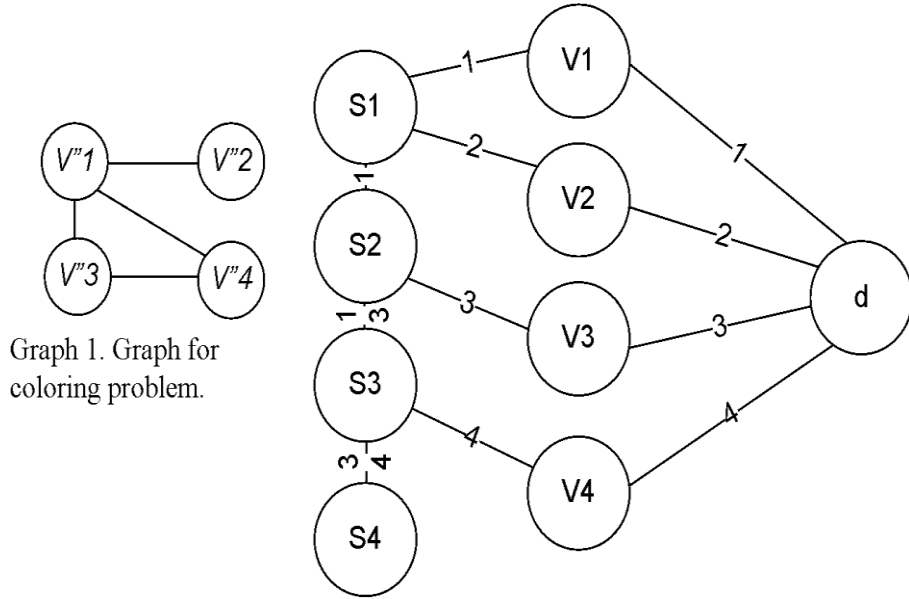 V"1
V"2
V"3
V"4
Graph 1. Graph for
coloring problem.
S1
1
V1
1
2
V2
2
1
S2
3
V3
3
d
1 3
S3
4
V4
4
3 4
S4